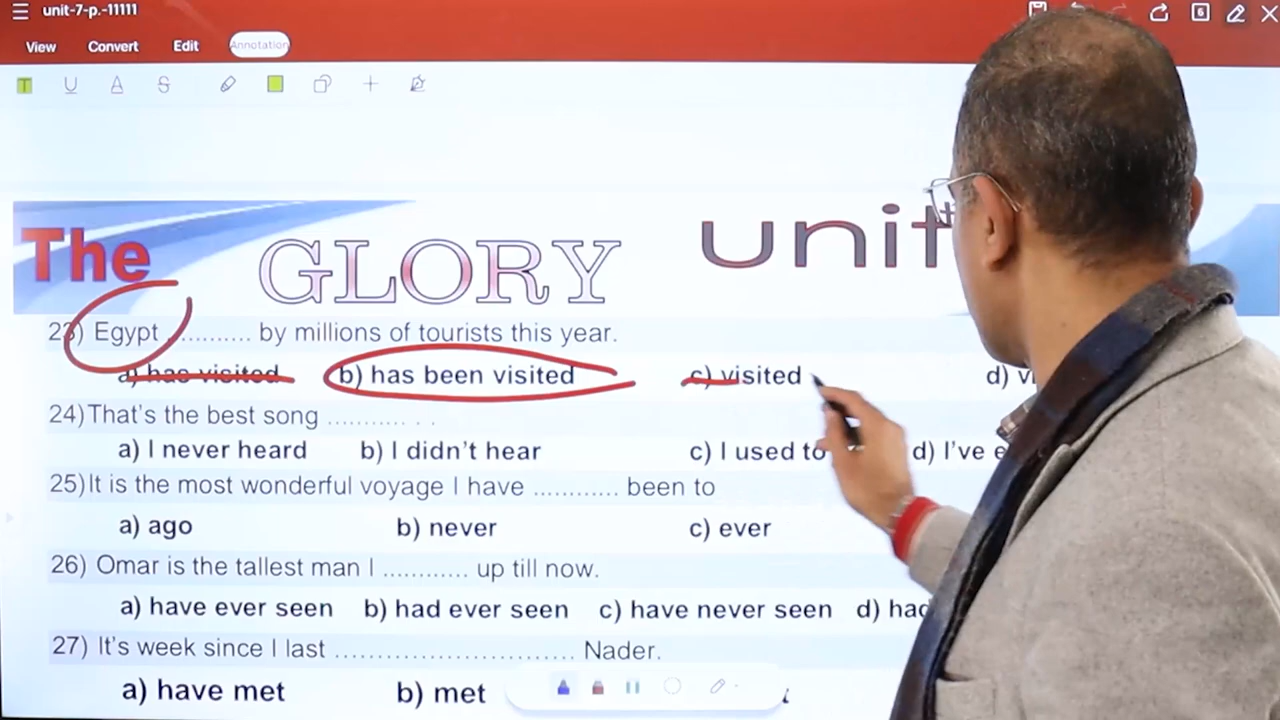 unit-7-p.-11111
View Convert Edit Annotation
The GLORY unit
23) Egypt .......... by millions of tourists this year.
a) has visited b) has been visited c) visited d)
24)That's the best song ........... . .
a) I never heard b) I didn't hear c) I used to d) I've
25)It is the most wonderful voyage I have ............ been to
a) ago b) never c) ever
26) Omar is the tallest man I ............ up till now.
a) have ever seen b) had ever seen c) have never seen d)
27) It's week since I last ............................ Nader.
a) have met b) met